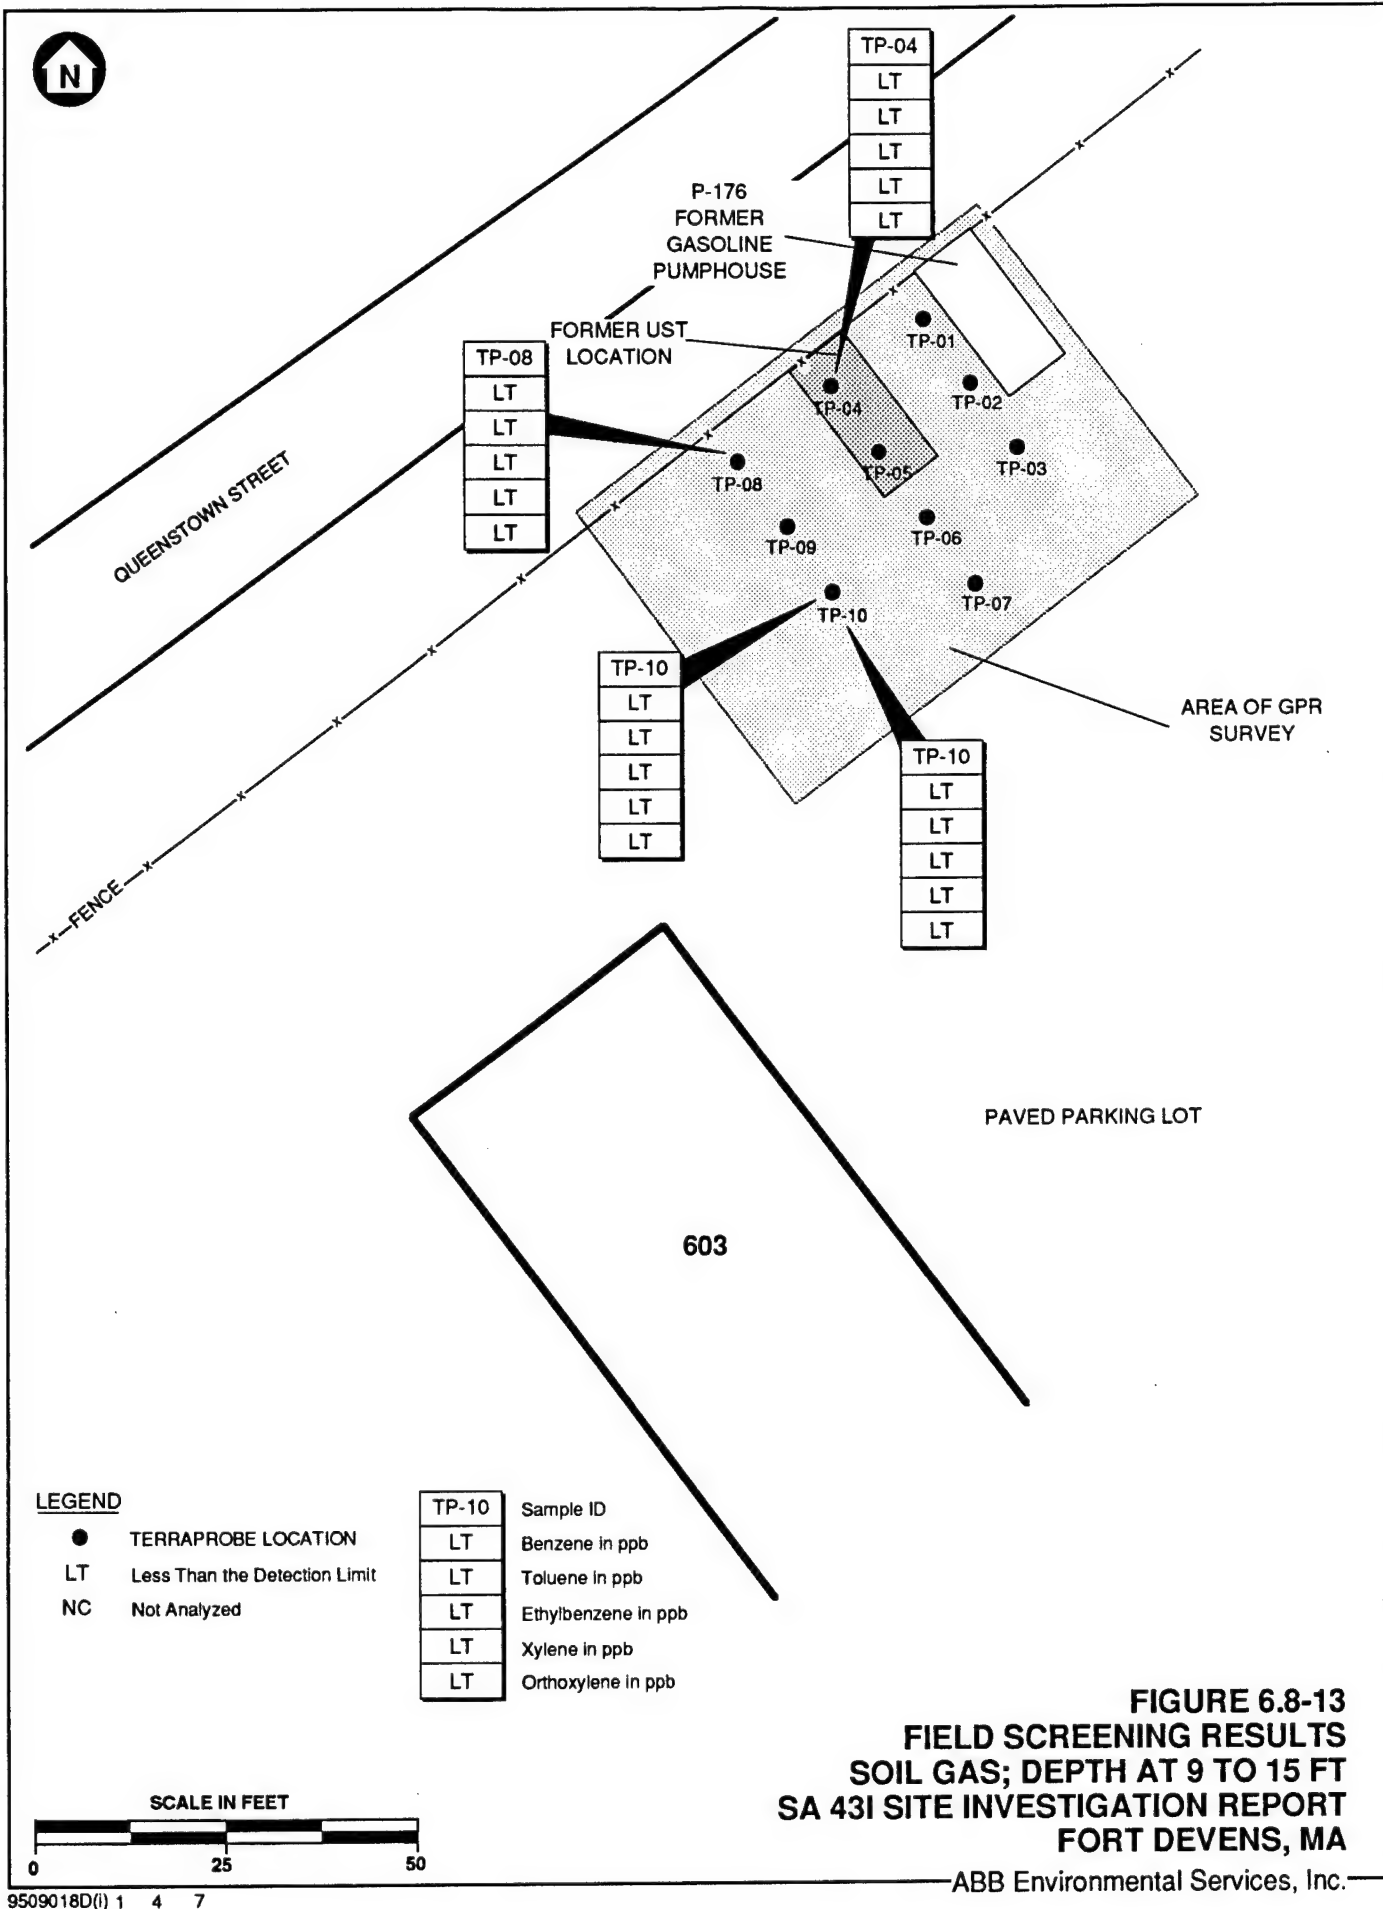 N
TP-04
LT
LT
LT
LT
LT
P-176
FORMER
GASOLINE
PUMPHOUSE
FORMER UST
LOCATION
TP-08
LT
LT
LT
LT
LT
QUEENSTOWN STREET
TP-01
TP-02
TP-03
TP-04
TP-05
TP-06
TP-07
TP-08
TP-09
TP-10
TP-10
LT
LT
LT
LT
LT
TP-10
LT
LT
LT
LT
LT
AREA OF GPR
SURVEY
FENCE
PAVED PARKING LOT
603
LEGEND
TERRAPROBE LOCATION
LT Less Than the Detection Limit
NC Not Analyzed
TP-10 Sample ID
LT Benzene in ppb
LT Toluene in ppb
LT Ethylbenzene in ppb
LT Xylene in ppb
LT Orthoxylene in ppb
SCALE IN FEET
0 25 50
FIGURE 6.8-13
FIELD SCREENING RESULTS
SOIL GAS; DEPTH AT 9 TO 15 FT
SA 43I SITE INVESTIGATION REPORT
FORT DEVENS, MA
ABB Environmental Services, Inc.
9509018D(i) 1 4 7